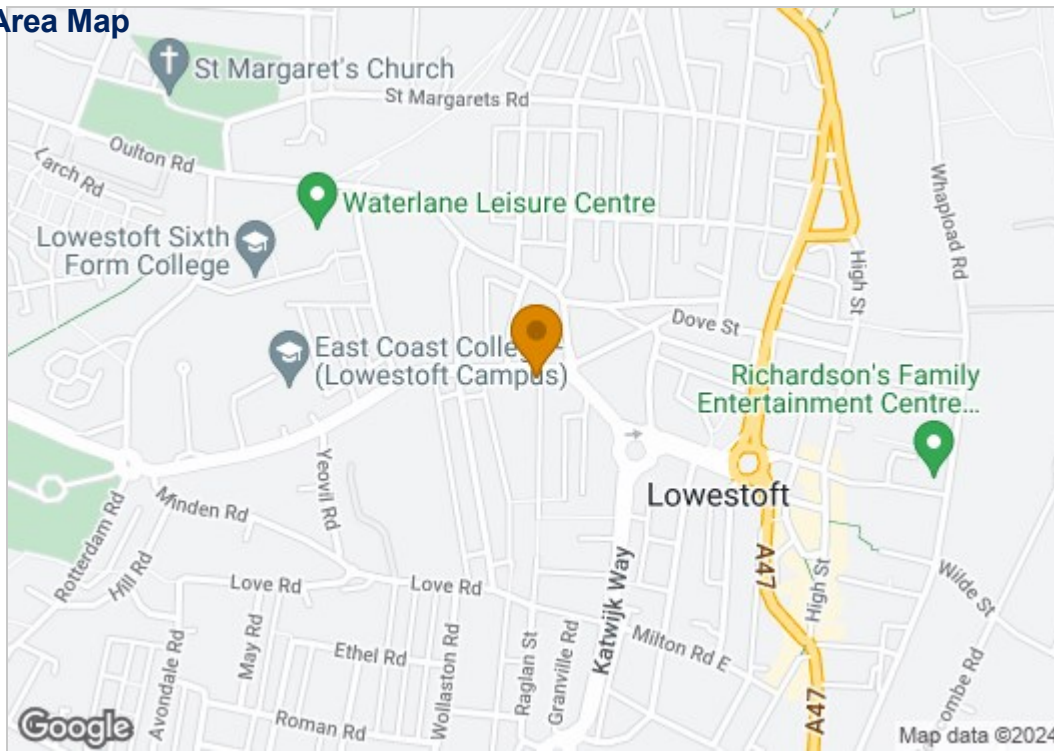 Area Map
St Margaret's Church
St Margarets Rd
Oulton Rd
Larch Rd
Whapload Rd
Waterlane Leisure Centre
Lowestoft Sixth
Form College
High St
Dove St
East Coast College
(Lowestoft Campus)
Richardson's Family
Entertainment Centre...
Yeovil Rd
Lowestoft
Minden Rd
Rotterdam Rd
Hill Rd
A47
Katwijk Way
High St
Wilde St
Love Rd
Love Rd
May Rd
Ethel Rd
Avondale Rd
Wollaston Rd
Raglan St
Granville Rd
Milton Rd E
Roman Rd
A47
combe Rd
Google
Map data ©2024